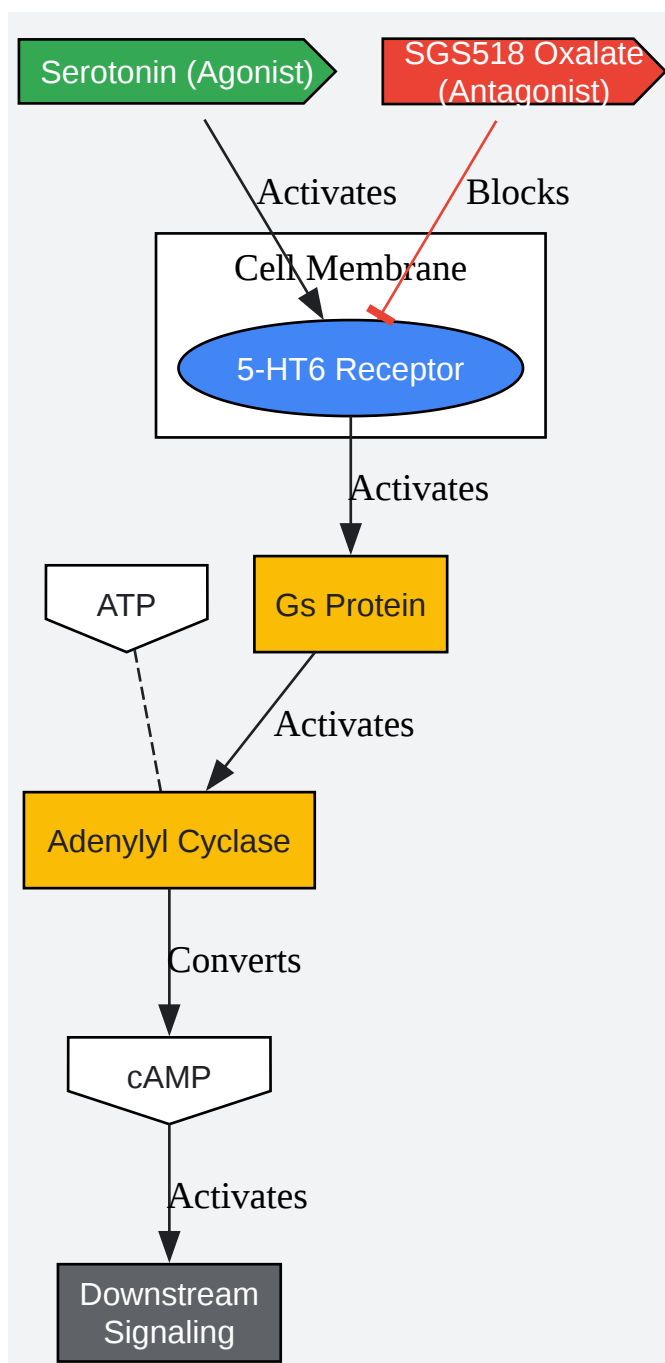 Serotonin (Agonist)
SGS518 Oxalate
(Antagonist)
Activates
Blocks
Cell Membrane
5-HT6 Receptor
Activates
ATP
Gs Protein
Activates
Adenylyl Cyclase
Converts
cAMP
Activates
Downstream
Signaling